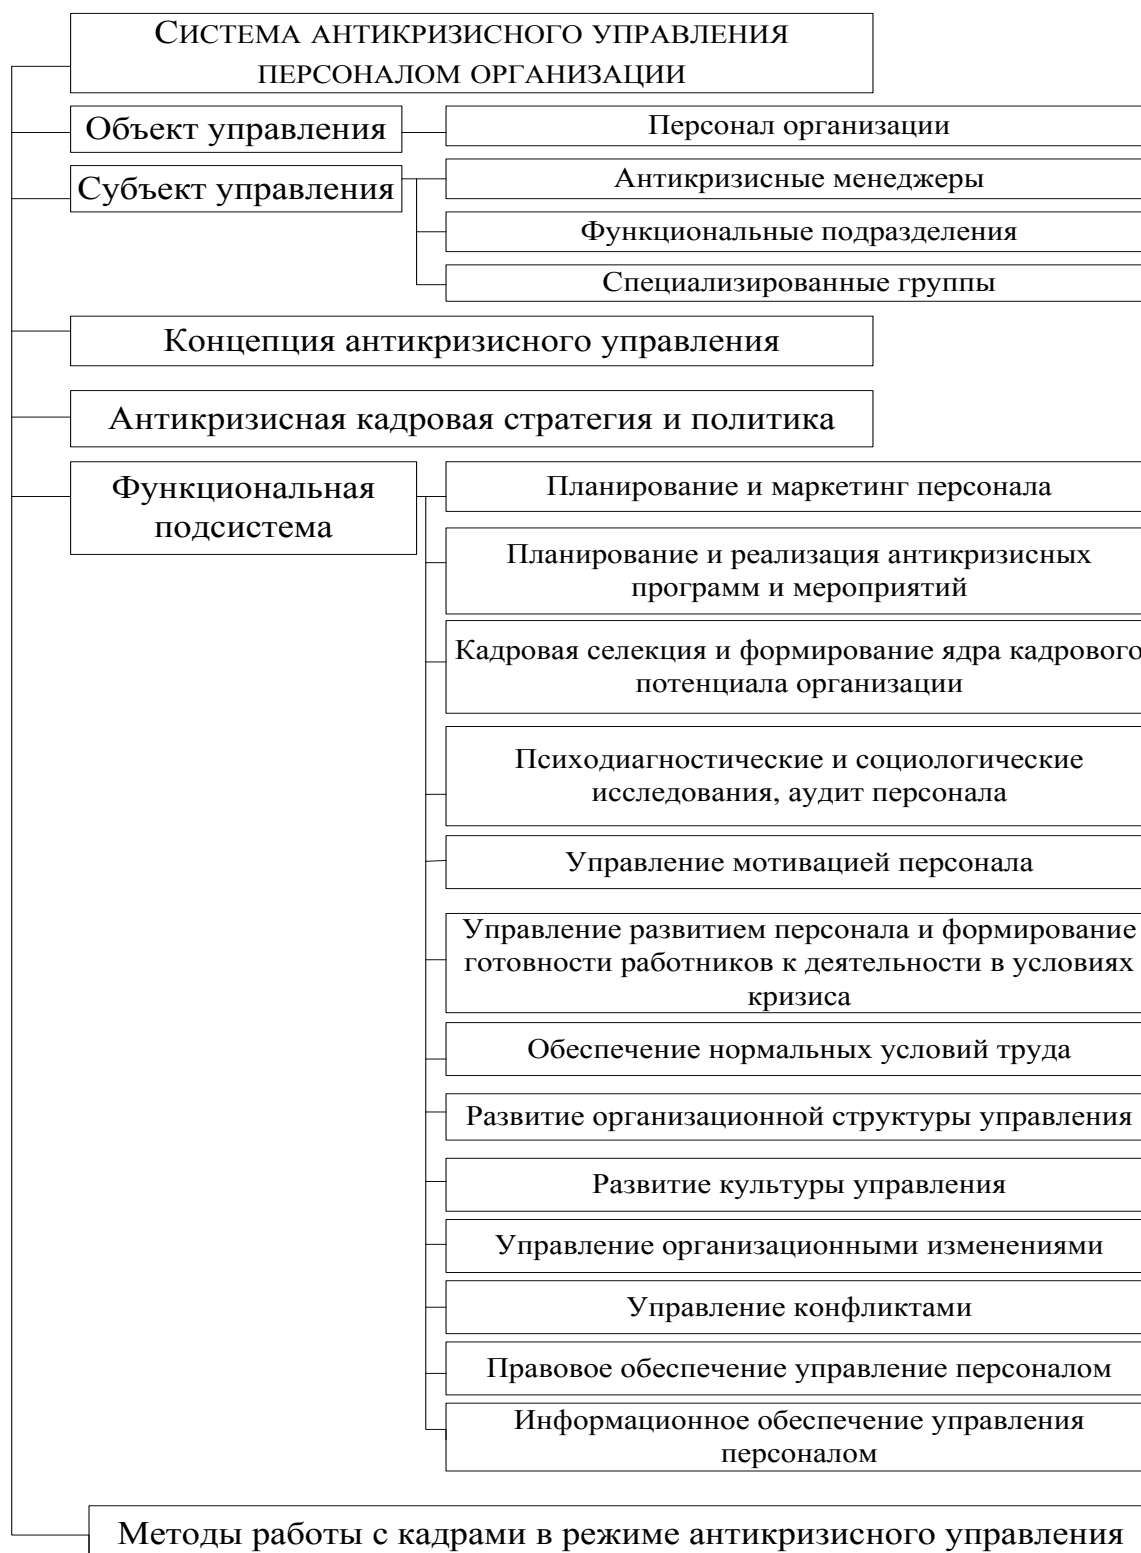 СИСТЕМА АНТИКРИЗИСНОГО УПРАВЛЕНИЯ
ПЕРСОНАЛОМ ОРГАНИЗАЦИИ
Объект управления
Персонал организации
Субъект управления
Антикризисные менеджеры
Функциональные подразделения
Специализированные группы
Концепция антикризисного управления
Антикризисная кадровая стратегия и политика
Функциональная
подсистема
Планирование и маркетинг персонала
Планирование и реализация антикризисных
программ и мероприятий
Кадровая селекция и формирование ядра кадрового
потенциала организации
Психодиагностические и социологические
исследования, аудит персонала
Управление мотивацией персонала
Управление развитием персонала и формирование
готовности работников к деятельности в условиях
кризиса
Обеспечение нормальных условий труда
Развитие организационной структуры управления
Развитие культуры управления
Управление организационными изменениями
Управление конфликтами
Правовое обеспечение управление персоналом
Информационное обеспечение управления
персоналом
Методы работы с кадрами в режиме антикризисного управления